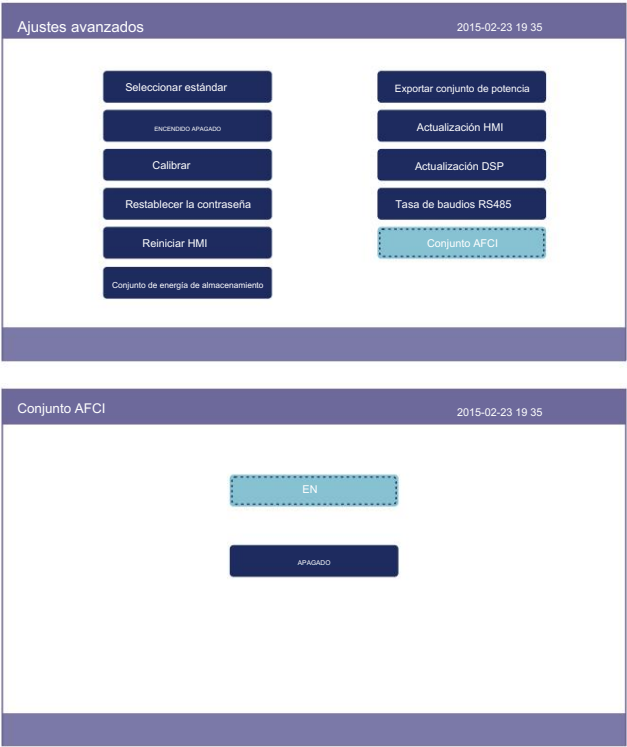 Ajustes avanzados
2015-02-23 19 35
Seleccionar estándar
Exportar conjunto de potencia
ENCENDIDO APAGADO
Actualización HMI
Calibrar
Actualización DSP
Restablecer la contraseña
Tasa de baudios RS485
Reiniciar HMI
Conjunto AFCI
Conjunto de energía de almacenamiento
Conjunto AFCI
2015-02-23 19 35
EN
APAGADO